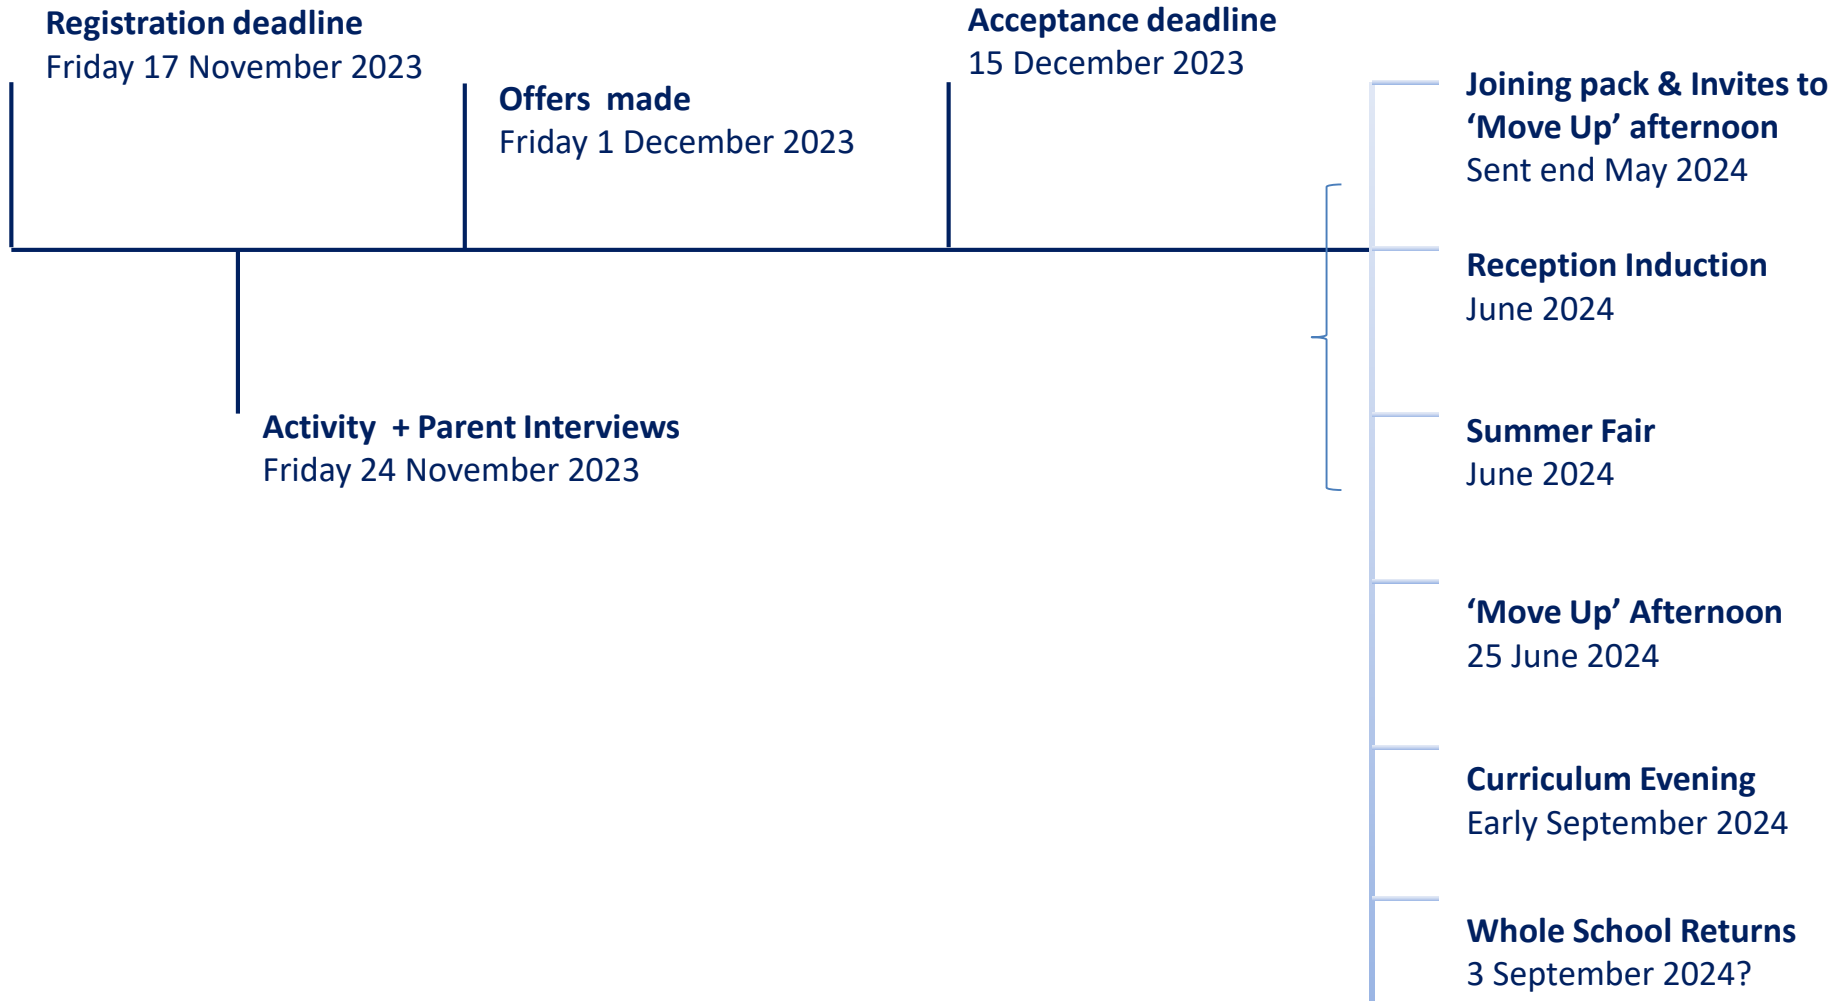 Registration deadline
Friday 17 November 2023
Offers  made
Friday 1 December 2023
Acceptance deadline
15 December 2023
Activity  + Parent Interviews
Friday 24 November 2023
Joining pack & Invites to
‘Move Up’ afternoon
Sent end May 2024
Reception Induction
June 2024
Summer Fair
June 2024
‘Move Up’ Afternoon
25 June 2024
Curriculum Evening
Early September 2024
Whole School Returns
3 September 2024?